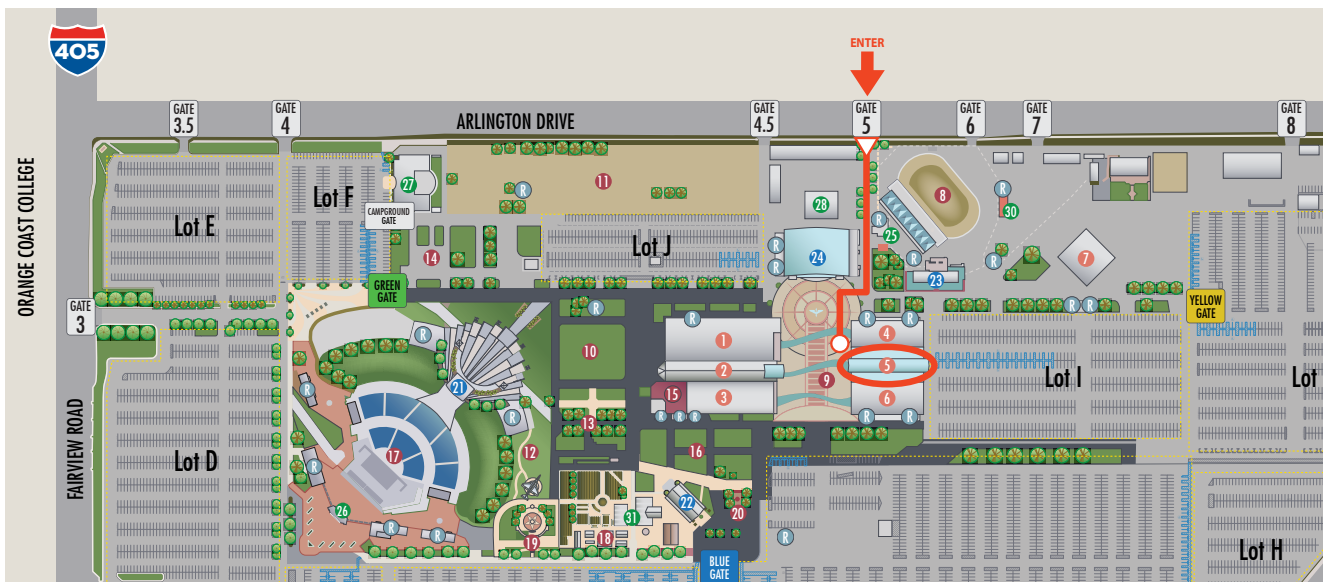 405
ENTER
GATE
3.5
GATE
4
ARLINGTON DRIVE
GATE
4.5
GATE
5
GATE
6
GATE
7
GATE
8
ORANGE COAST COLLEGE
Lot E
Lot F
27
CAMPGROUND
GATE
R
11
28
R
25
8
R
30
14
Lot J
R
R
24
R
23
R
7
GREEN
GATE
GATE
3
R
R
R
R
YELLOW
GATE
R
10
1
4
2
5
9
Lot I
Lot
21
R
15
3
6
R
R
R
R
R
R
13
FAIRVIEW ROAD
Lot D
17
12
16
R
26
R
R
22
20
31
19
18
R
BLUE
GATE
Lot H